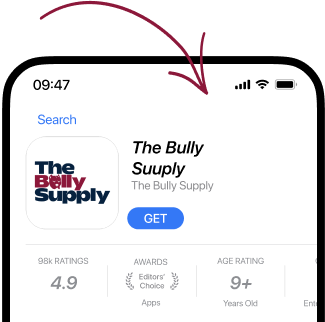 09:47
Search
The
Bully
Supply
The Bully
Suuply
The Bully Supply
GET
98k RATINGS
4.9
AWARDS
Editors'
Choice
Apps
AGE RATING
9+
Years Old